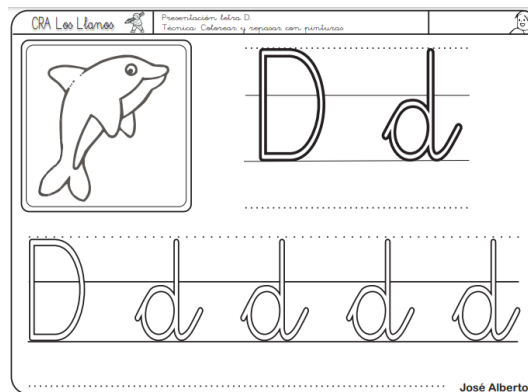 CRA Los Llanos
Presentación letra D.
Técnica: Colorear y repasar con pinturas
D d
D d d d d
José Alberto